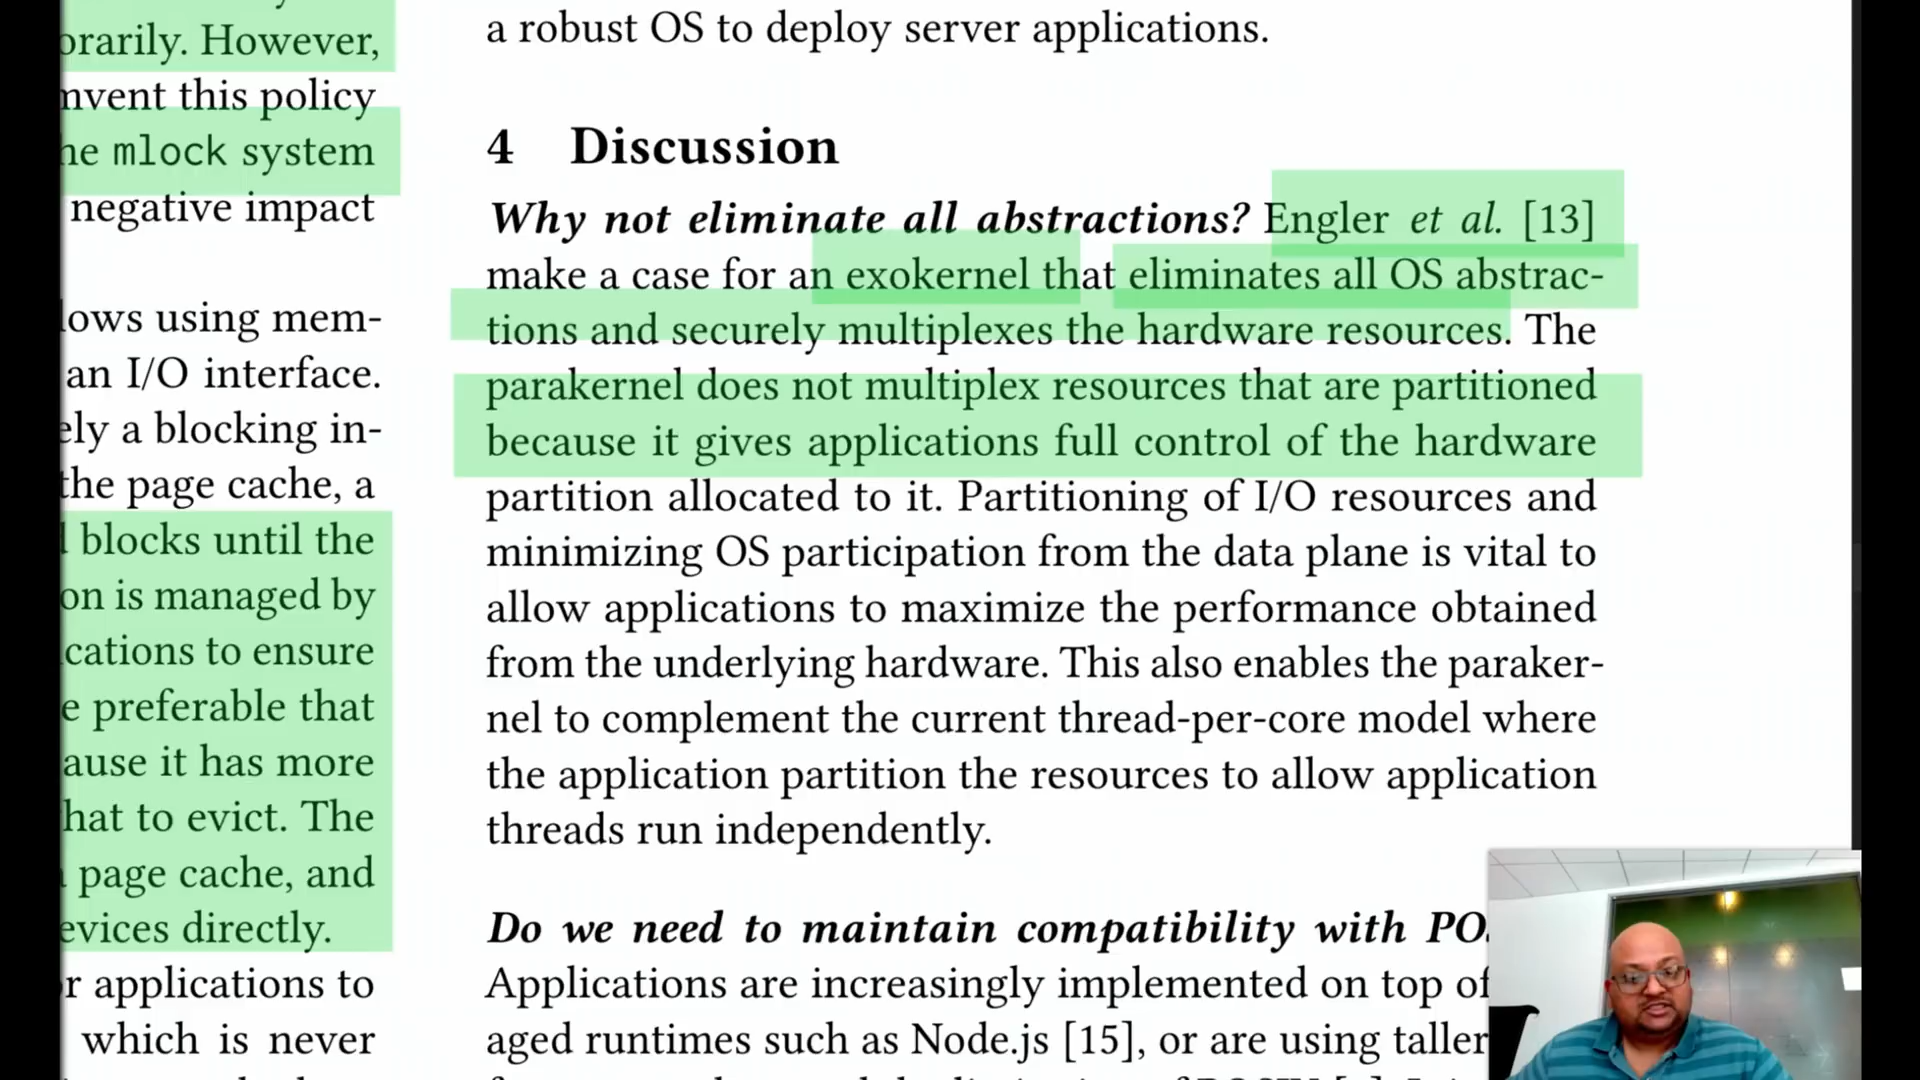 orarily. However,
nvent this policy
he mlock system
negative impact
lows using mem-
an I/O interface.
ely a blocking in-
the page cache, a
d blocks until the
on is managed by
cations to ensure
e preferable that
ause it has more
hat to evict. The
page cache, and
evices directly.
r applications to
which is never
a robust OS to deploy server applications.
4 Discussion
Why not eliminate all abstractions? Engler et al. [13]
make a case for an exokernel that eliminates all OS abstrac-
tions and securely multiplexes the hardware resources. The
parakernel does not multiplex resources that are partitioned
because it gives applications full control of the hardware
partition allocated to it. Partitioning of I/O resources and
minimizing OS participation from the data plane is vital to
allow applications to maximize the performance obtained
from the underlying hardware. This also enables the paraker-
nel to complement the current thread-per-core model where
the application partition the resources to allow application
threads run independently.
Do we need to maintain compatibility with PO
Applications are increasingly implemented on top of
aged runtimes such as Node.js [15], or are using taller